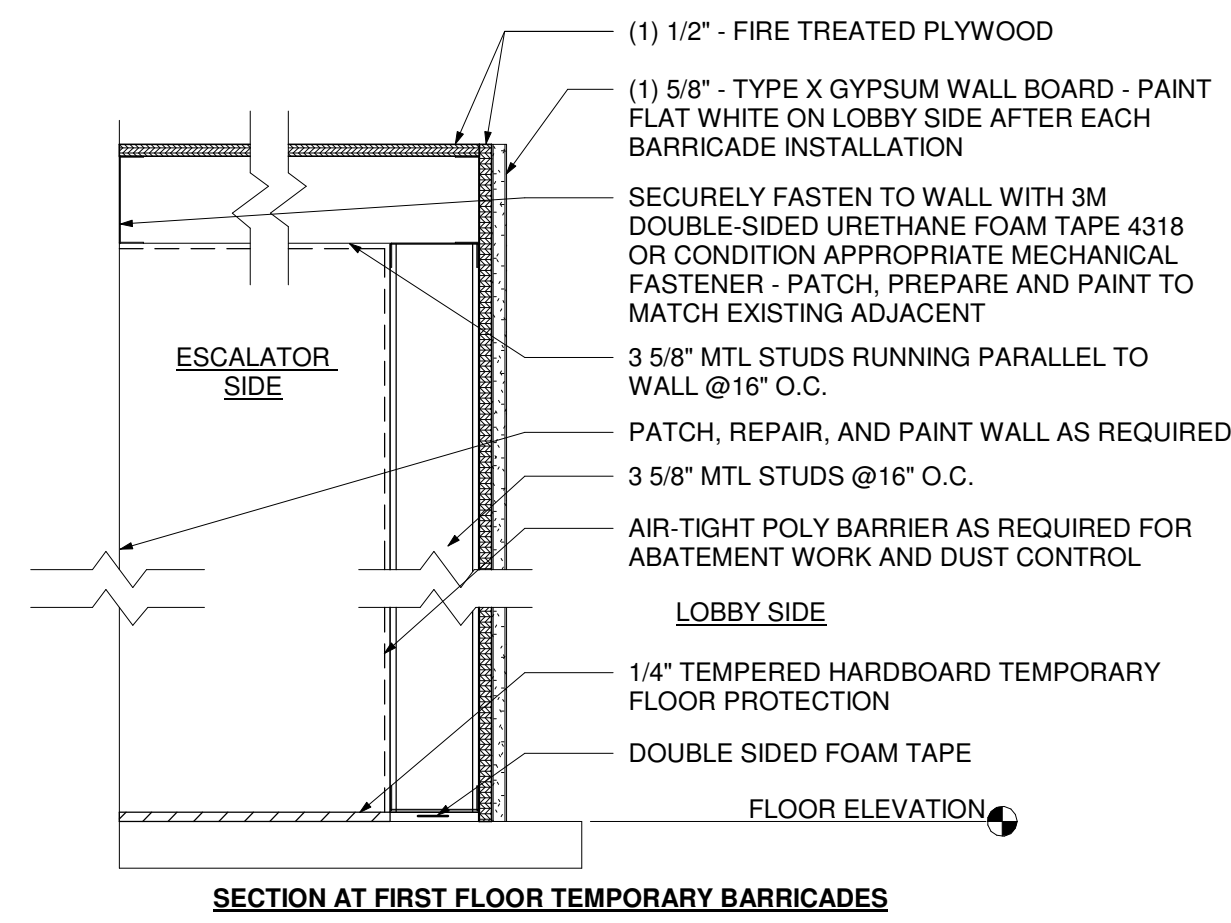 (1) 1/2" - FIRE TREATED PLYWOOD
(1) 5/8" - TYPE X GYPSUM WALL BOARD - PAINT
FLAT WHITE ON LOBBY SIDE AFTER EACH
BARRICADE INSTALLATION
SECURELY FASTEN TO WALL WITH 3M
DOUBLE-SIDED URETHANE FOAM TAPE 4318
OR CONDITION APPROPRIATE MECHANICAL
FASTENER - PATCH, PREPARE AND PAINT TO
MATCH EXISTING ADJACENT
ESCALATOR
SIDE
3 5/8" MTL STUDS RUNNING PARALLEL TO
WALL @16" O.C.
PATCH, REPAIR, AND PAINT WALL AS REQUIRED
3 5/8" MTL STUDS @16" O.C.
AIR-TIGHT POLY BARRIER AS REQUIRED FOR
ABATEMENT WORK AND DUST CONTROL
LOBBY SIDE
1/4" TEMPERED HARDBOARD TEMPORARY
FLOOR PROTECTION
DOUBLE SIDED FOAM TAPE
FLOOR ELEVATION
SECTION AT FIRST FLOOR TEMPORARY BARRICADES